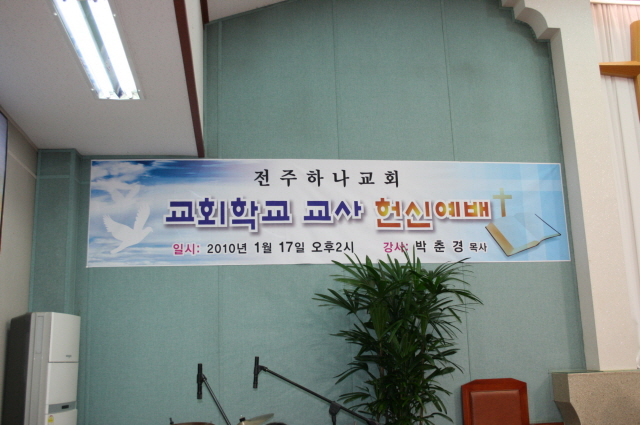 전주하나교회
교회학교 교사 헌신예배
일시: 2010년 1월 17일 오후2시 강사: 박 춘 경 목사